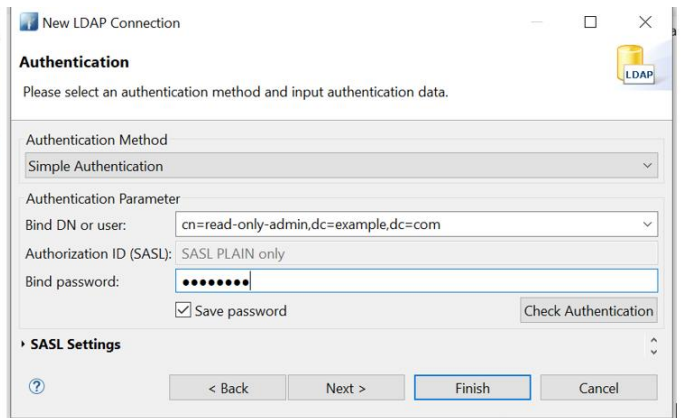 New LDAP Connection
Authentication
LDAP
Please select an authentication method and input authentication data.
Authentication Method
Simple Authentication
Authentication Parameter
Bind DN or user: cn=read-only-admin,dc=example,dc=com
Authorization ID (SASL): SASL PLAIN only
Bind password: ••••••••
Save password Check Authentication
SASL Settings
? < Back Next > Finish Cancel